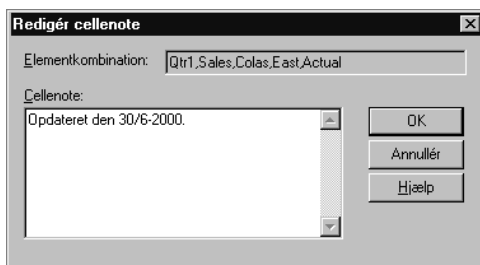 Redigér cellenote
Elementkombination: Qtr1,Sales,Colas,East,Actual
Cellenote:
Opdateret den 30/6-2000.
OK
Annullér
Hjælp